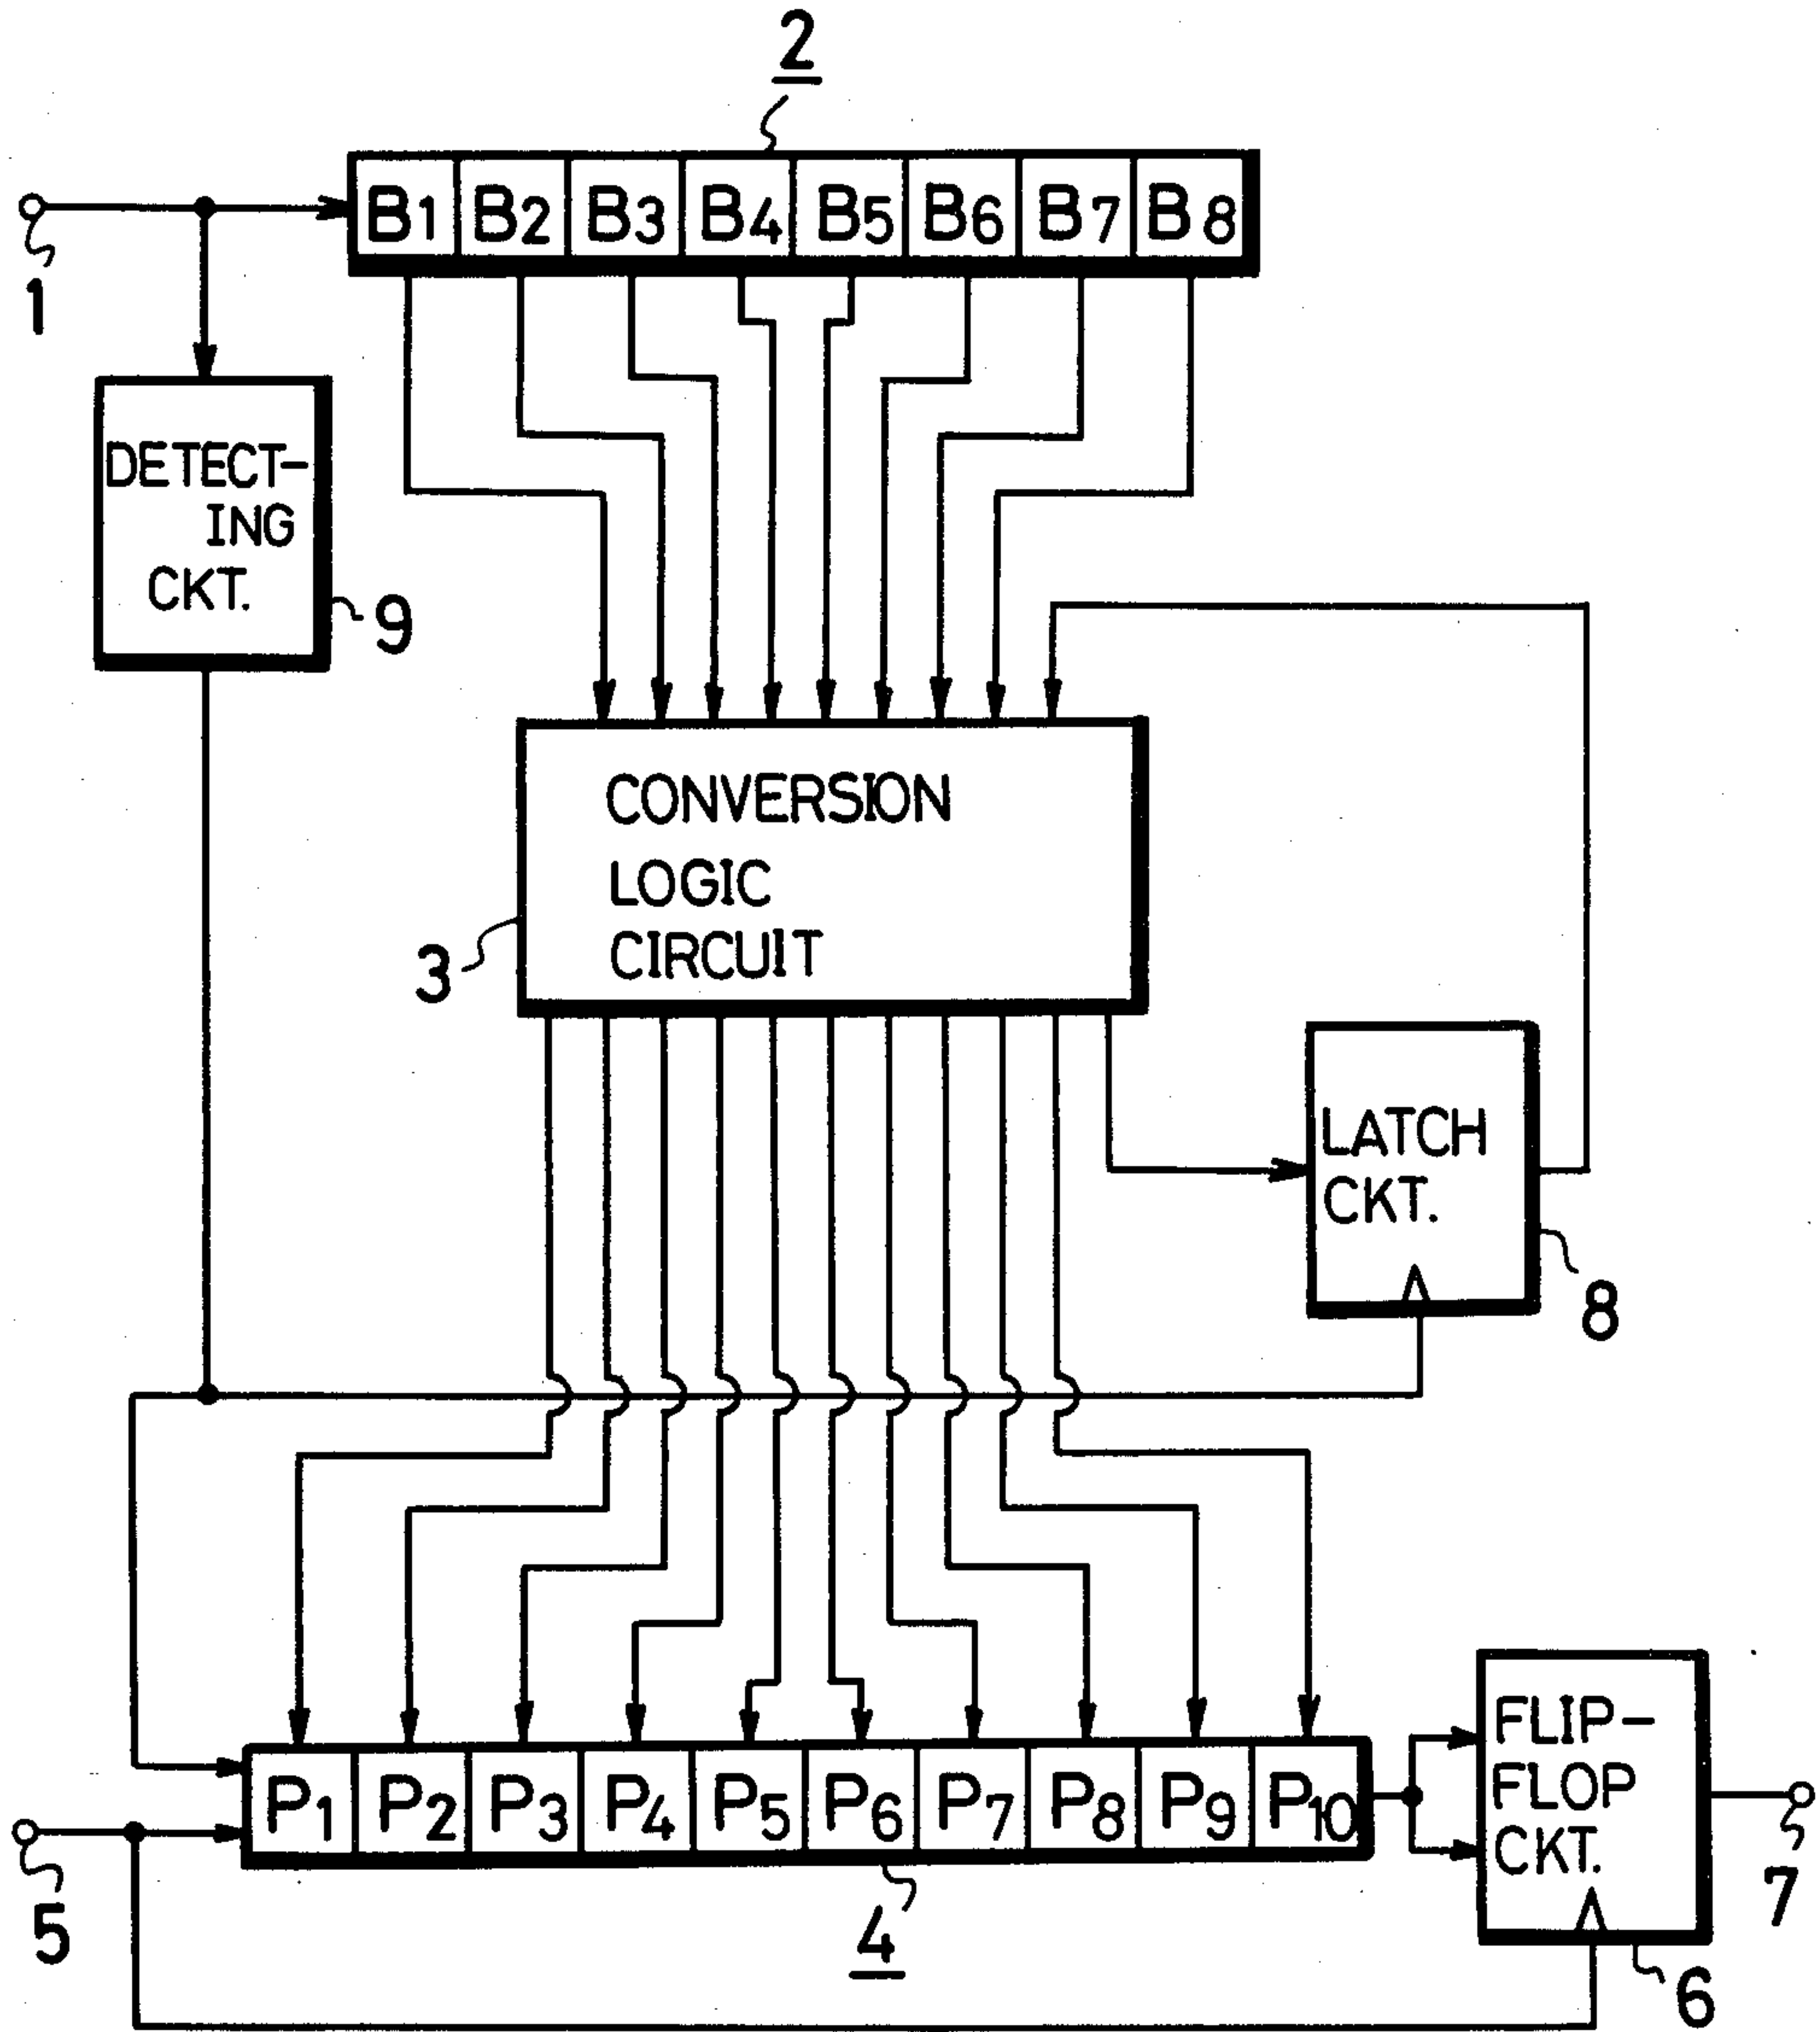 2
B1 B2 B3 B4 B5 B6 B7 B8
1
DETECT-
ING
CKT.
9
CONVERSION
LOGIC
CIRCUIT
3
LATCH
CKT.
8
P1 P2 P3 P4 P5 P6 P7 P8 P9 P10
FLIP-
FLOP
CKT.
5
4
7
6